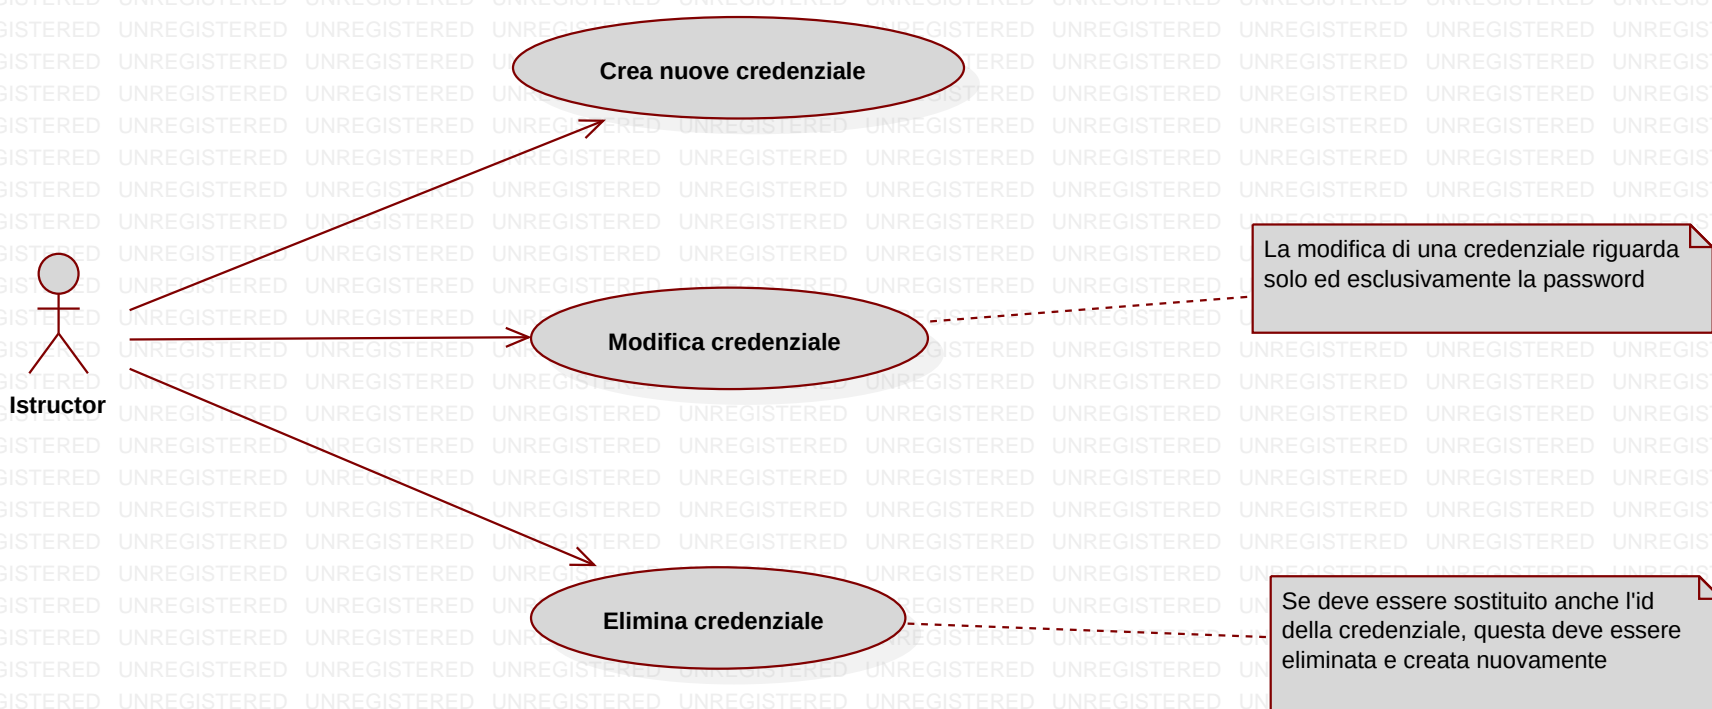 Crea nuove credenziale
La modifica di una credenziale riguarda
solo ed esclusivamente la password
Modifica credenziale
Istructor
Se deve essere sostituito anche l'id
della credenziale, questa deve essere
eliminata e creata nuovamente
Elimina credenziale
UNREGISTERED